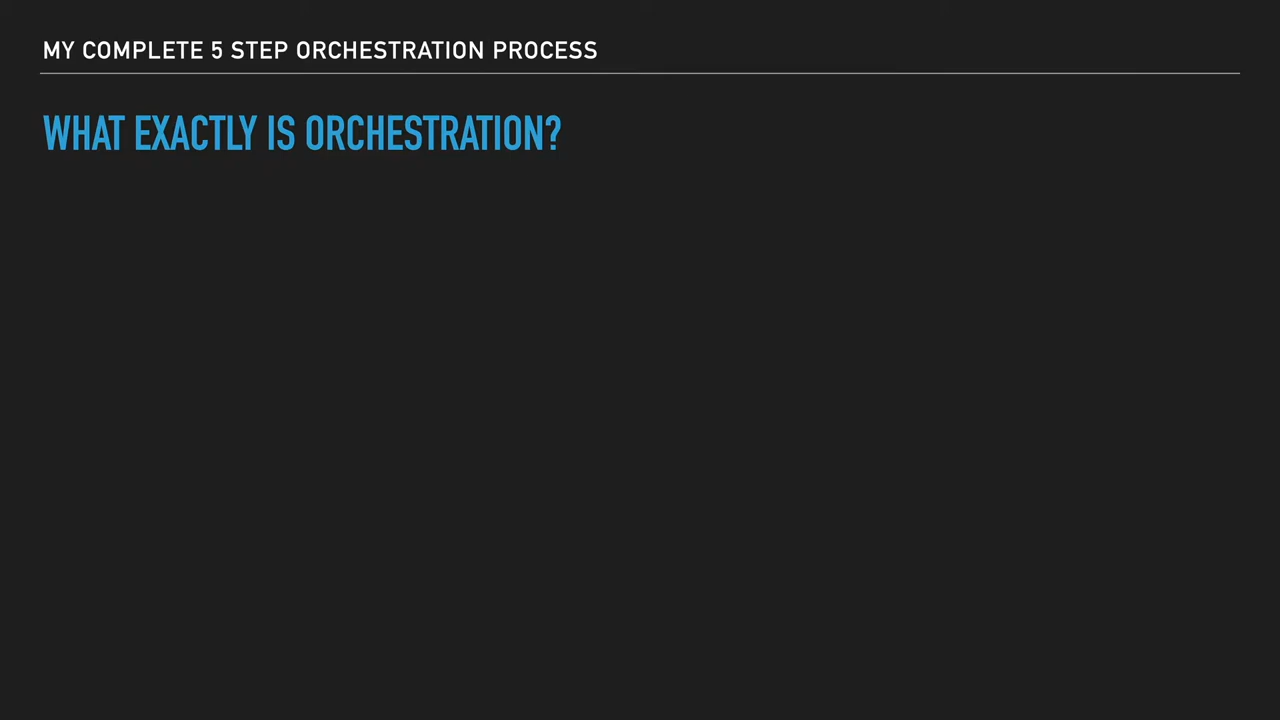 MY COMPLETE 5 STEP ORCHESTRATION PROCESS
WHAT EXACTLY IS ORCHESTRATION?